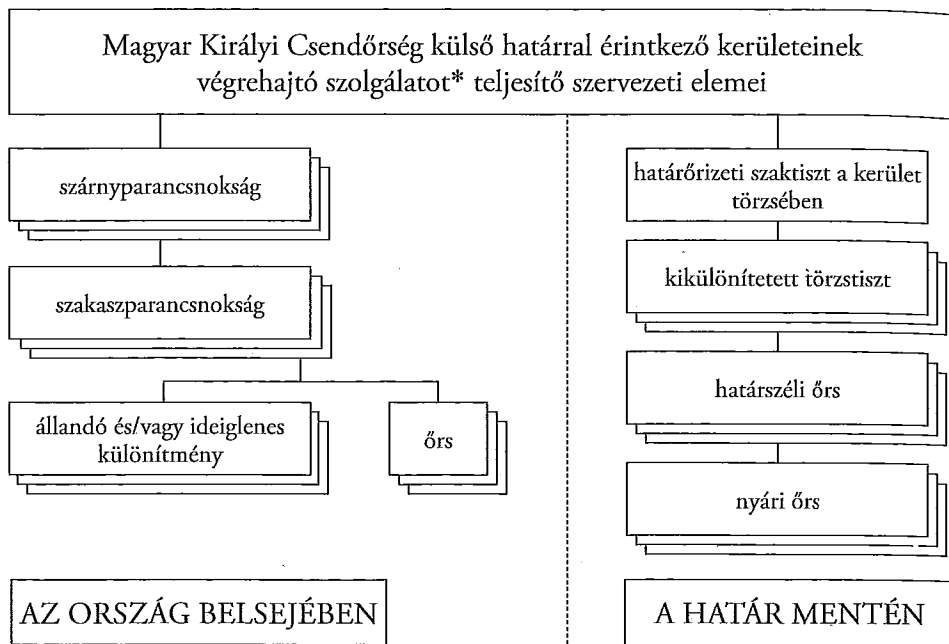 Magyar Királyi Csendőrség külső határral érintkező kerületeinek
végrehajtó szolgálatot* teljesítő szervezeti elemei
szárnyparancsnokság
szakaszparancsnokság
állandó és/vagy ideiglenes
különítmény
őrs
AZ ORSZÁG BELSEJÉBEN
határőrizeti szaktiszt a kerület
törzsében
kikülönítetett törzstiszt
határszéli őrs
nyári őrs
A HATÁR MENTÉN